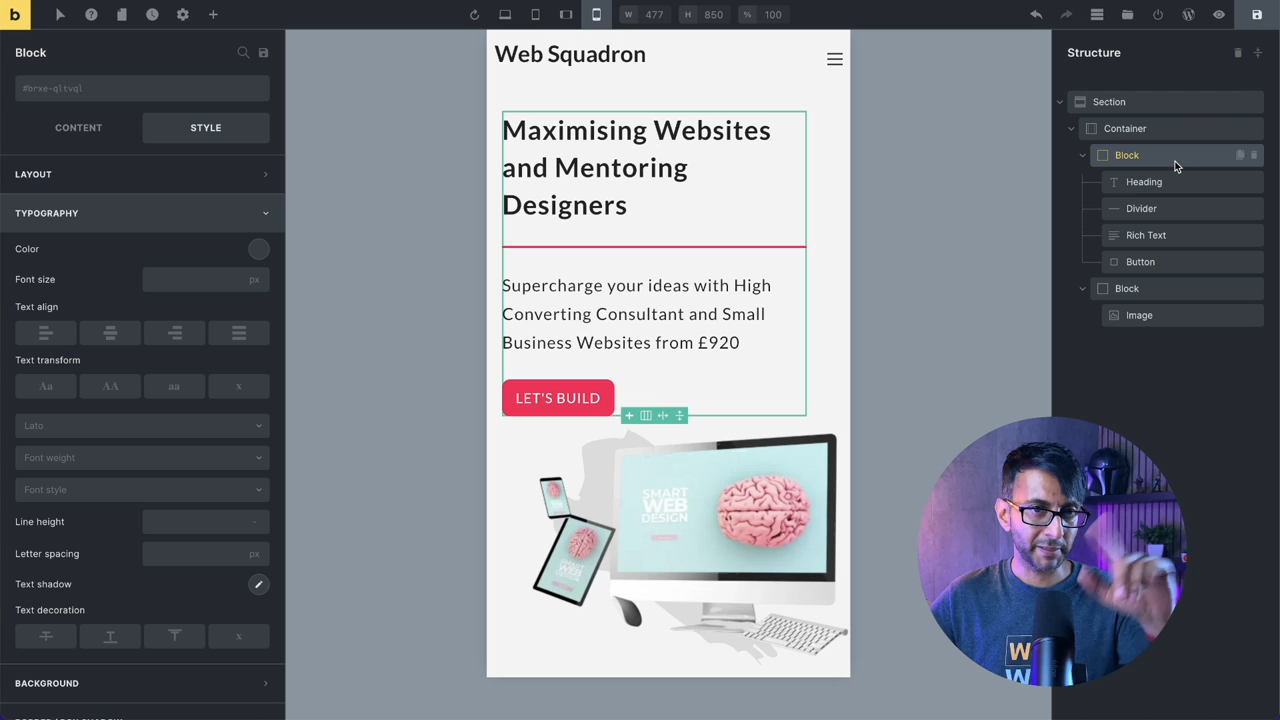 b
W 477
H 850
% 100
Block
#brxe-qltvql
CONTENT
STYLE
LAYOUT
TYPOGRAPHY
Color
Font size
px
Text align
Text transform
Aa
AA
aa
x
Lato
Font weight
Font style
Line height
-
Letter spacing
px
Text shadow
Text decoration
x
BACKGROUND
Web Squadron
Maximising Websites
and Mentoring
Designers
Supercharge your ideas with High
Converting Consultant and Small
Business Websites from £920
LET'S BUILD
SMART
WEB
DESIGN
Structure
Section
Container
Block
Heading
Divider
Rich Text
Button
Block
Image
W
W